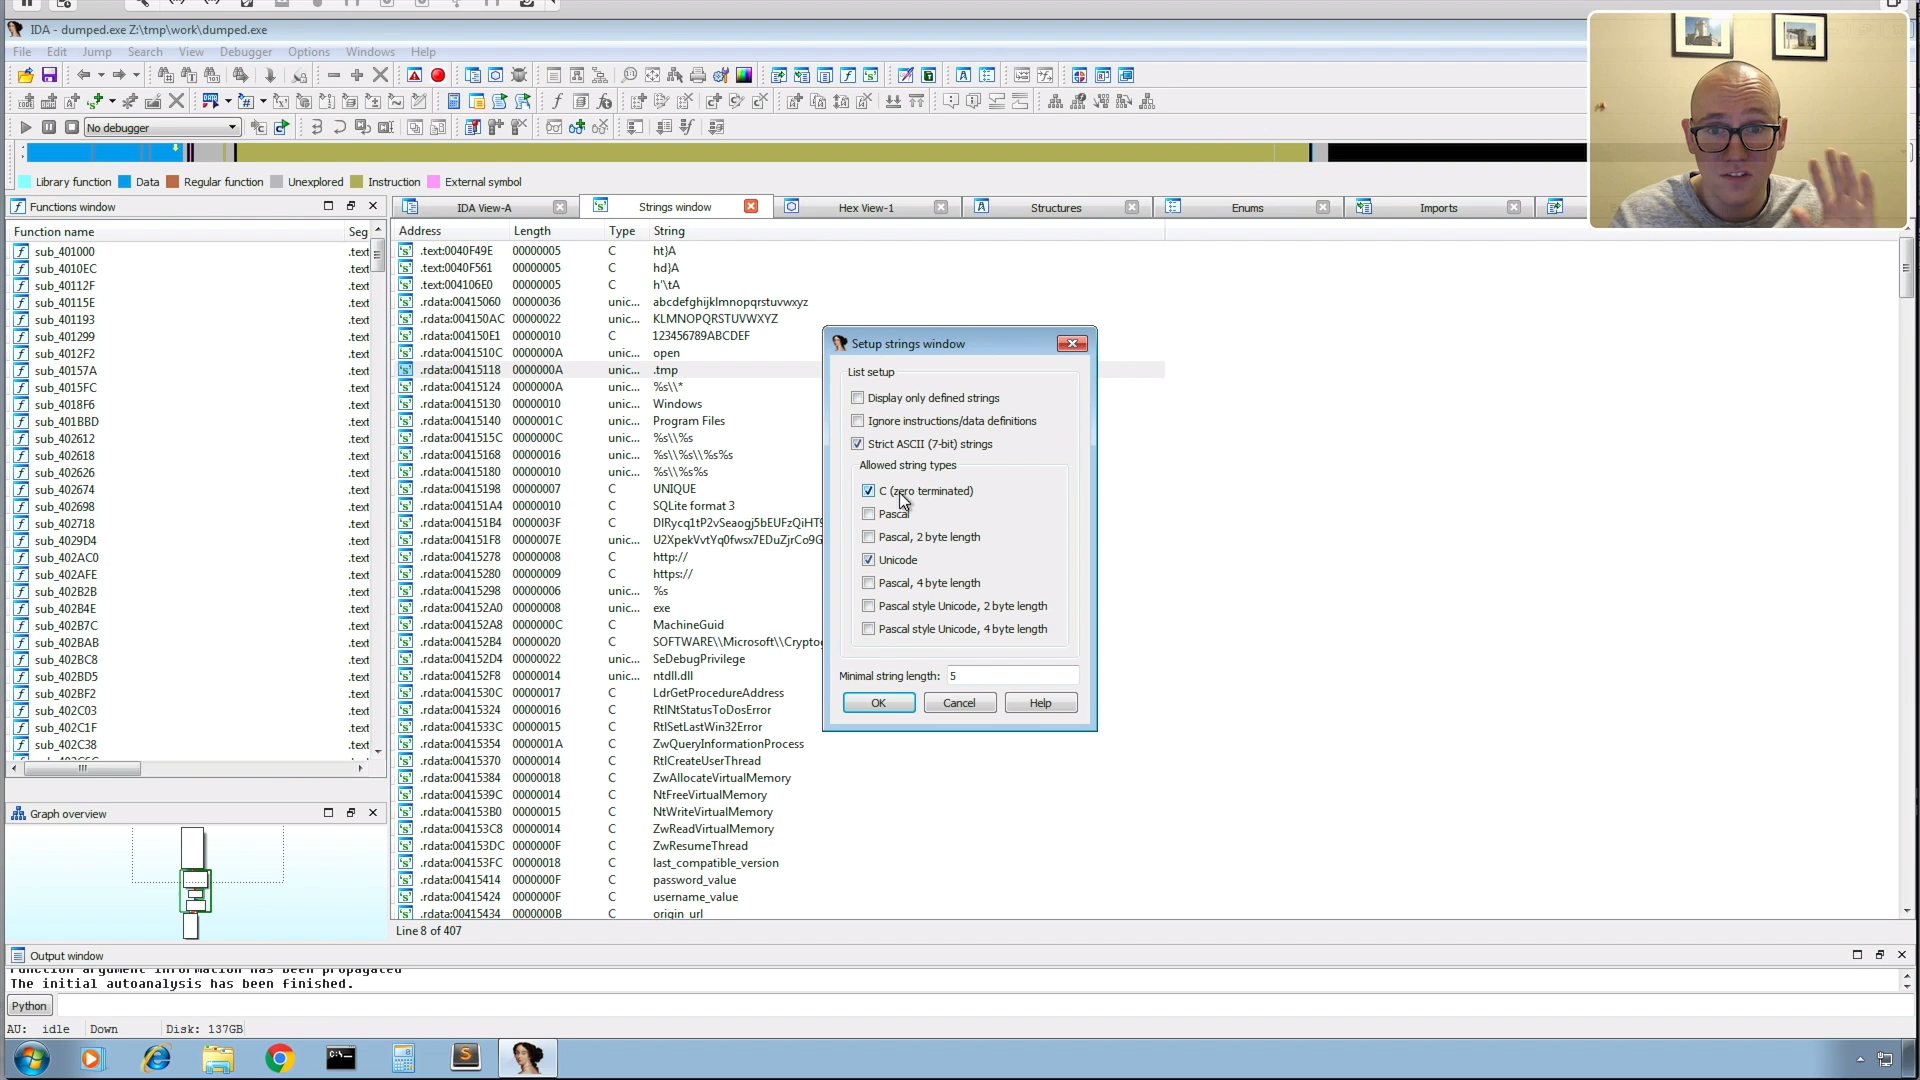 IDA - dumped.exe Z:\tmp\work\dumped.exe
File Edit Jump Search View Debugger Options Windows Help
No debugger
Library function Data Regular function Unexplored Instruction External symbol
Functions window
IDA View-A Strings window Hex View-1 Structures Enums Imports
Function name Seg
Address Length Type String
sub_401000 .text
sub_4010EC .text
sub_40112F .text
sub_40115E .text
sub_401193 .text
sub_401299 .text
sub_4012F2 .text
sub_40157A .text
sub_4015FC .text
sub_4018F6 .text
sub_401BBD .text
sub_402612 .text
sub_402618 .text
sub_402626 .text
sub_402674 .text
sub_402698 .text
sub_402718 .text
sub_4029D4 .text
sub_402AC0 .text
sub_402AFE .text
sub_402B2B .text
sub_402B4E .text
sub_402B7C .text
sub_402BAB .text
sub_402BC8 .text
sub_402BD5 .text
sub_402BF2 .text
sub_402C03 .text
sub_402C1F .text
sub_402C38 .text
.text:0040F49E 00000005 C ht}A
.text:0040F561 00000005 C hd}A
.text:004106E0 00000005 C h'\tA
.rdata:00415060 00000036 unic... abcdefghijklmnopqrstuvwxyz
.rdata:004150AC 00000022 unic... KLMNOPQRSTUVWXYZ
.rdata:004150E1 00000010 C 123456789ABCDEF
.rdata:0041510C 0000000A unic... open
.rdata:00415118 0000000A unic... .tmp
.rdata:00415124 0000000A unic... %s\\*
.rdata:00415130 00000010 unic... Windows
.rdata:00415140 0000001C unic... Program Files
.rdata:0041515C 0000000C unic... %s\\%s
.rdata:00415168 00000016 unic... %s\\%s\\%s%s
.rdata:00415180 00000010 unic... %s\\%s%s
.rdata:00415198 00000007 C UNIQUE
.rdata:004151A4 00000010 C SQLite format 3
.rdata:004151B4 0000003F C DlRycq1tP2vSeaogj5bEUFzQiHT9
.rdata:004151F8 0000007E unic... U2XpekVvtYq0fwsx7EDuZjrCo9G
.rdata:00415278 00000008 C http://
.rdata:00415280 00000009 C https://
.rdata:00415298 00000006 unic... %s
.rdata:004152A0 00000008 unic... exe
.rdata:004152A8 0000000C C MachineGuid
.rdata:004152B4 00000020 C SOFTWARE\\Microsoft\\Cryptog
.rdata:004152D4 00000022 unic... SeDebugPrivilege
.rdata:004152F8 00000014 unic... ntdll.dll
.rdata:0041530C 00000017 C LdrGetProcedureAddress
.rdata:00415324 00000016 C RtlNtStatusToDosError
.rdata:0041533C 00000015 C RtlSetLastWin32Error
.rdata:00415354 0000001A C ZwQueryInformationProcess
.rdata:00415370 00000014 C RtlCreateUserThread
.rdata:00415384 00000018 C ZwAllocateVirtualMemory
.rdata:0041539C 00000014 C NtFreeVirtualMemory
.rdata:004153B0 00000015 C NtWriteVirtualMemory
.rdata:004153C8 00000014 C ZwReadVirtualMemory
.rdata:004153DC 0000000F C ZwResumeThread
.rdata:004153FC 00000018 C last_compatible_version
.rdata:00415414 0000000F C password_value
.rdata:00415424 0000000F C username_value
.rdata:00415434 0000000B C origin_url
Line 8 of 407
Setup strings window
List setup
Display only defined strings
Ignore instructions/data definitions
Strict ASCII (7-bit) strings
Allowed string types
C (zero terminated)
Pascal
Pascal, 2 byte length
Unicode
Pascal, 4 byte length
Pascal style Unicode, 2 byte length
Pascal style Unicode, 4 byte length
Minimal string length: 5
OK Cancel Help
Graph overview
Output window
Function argument information has been propagated
The initial autoanalysis has been finished.
Python
AU: idle Down Disk: 137GB